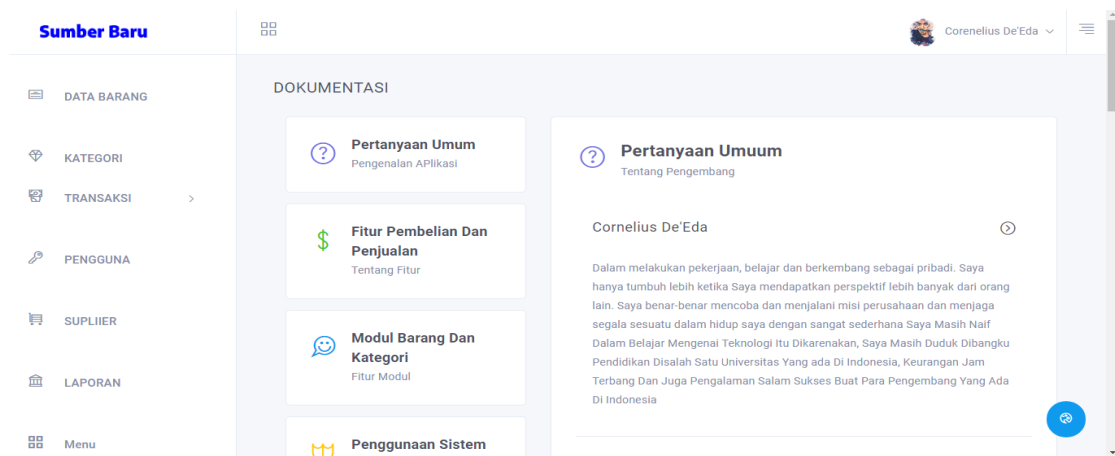 Sumber Baru
Corenelius De'Eda
DATA BARANG
KATEGORI
TRANSAKSI
PENGGUNA
SUPLIIER
LAPORAN
Menu
DOKUMENTASI
Pertanyaan Umum
Pengenalan APlikasi
Fitur Pembelian Dan
Penjualan
Tentang Fitur
Modul Barang Dan
Kategori
Fitur Modul
Penggunaan Sistem
Pertanyaan Umuum
Tentang Pengembang
Cornelius De'Eda
Dalam melakukan pekerjaan, belajar dan berkembang sebagai pribadi. Saya
hanya tumbuh lebih ketika Saya mendapatkan perspektif lebih banyak dari orang
lain. Saya benar-benar mencoba dan menjalani misi perusahaan dan menjaga
segala sesuatu dalam hidup saya dengan sangat sederhana Saya Masih Naif
Dalam Belajar Mengenai Teknologi Itu Dikarenakan, Saya Masih Duduk Dibangku
Pendidikan Disalah Satu Universitas Yang ada Di Indonesia, Keurangan Jam
Terbang Dan Juga Pengalaman Salam Sukses Buat Para Pengembang Yang Ada
Di Indonesia